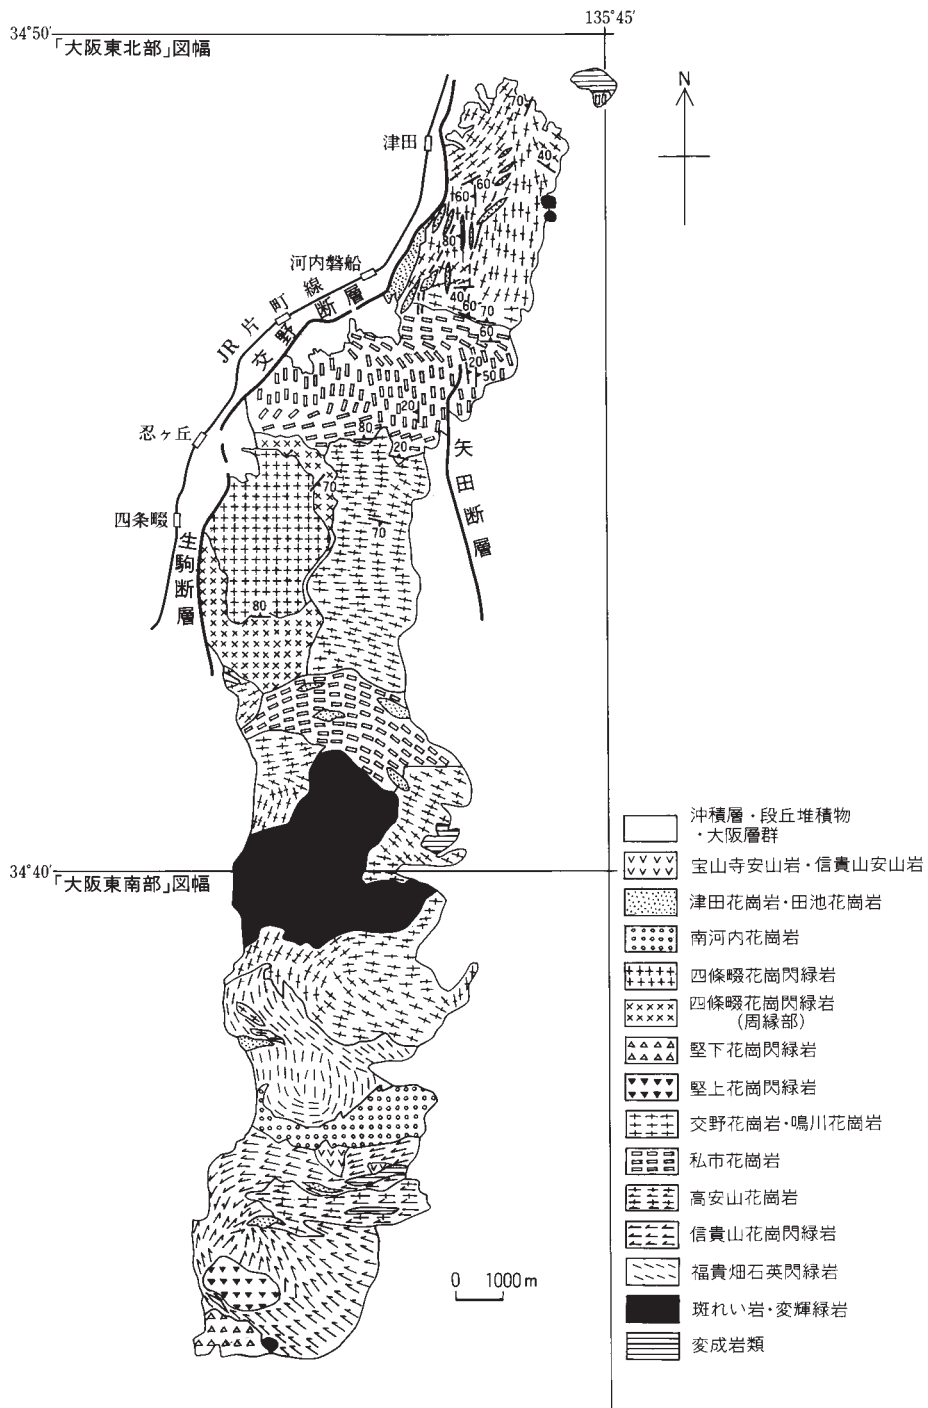 135°45′
34°50′
「大阪東北部」図幅
N
津田
河内磐船
JR片町線
交野断層
忍ヶ丘
四条畷
生駒断層
矢田断層
70
40
60
60
80
40
60
70
60
20
50
20
80
20
70
70
80
34°40′
「大阪東南部」図幅
0 1000m
沖積層・段丘堆積物
・大阪層群
宝山寺安山岩・信貴山安山岩
津田花崗岩・田池花崗岩
南河内花崗岩
四條畷花崗閃緑岩
四條畷花崗閃緑岩
(周縁部)
堅下花崗閃緑岩
堅上花崗閃緑岩
交野花崗岩・鳴川花崗岩
私市花崗岩
高安山花崗岩
信貴山花崗閃緑岩
福貴畑石英閃緑岩
斑れい岩・変輝緑岩
変成岩類